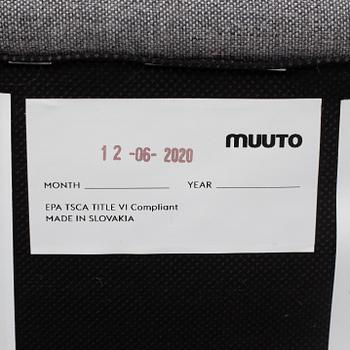 muuto
12-06-2020
MONTH YEAR
EPA TSCA TITLE VI Compliant
MADE IN SLOVAKIA